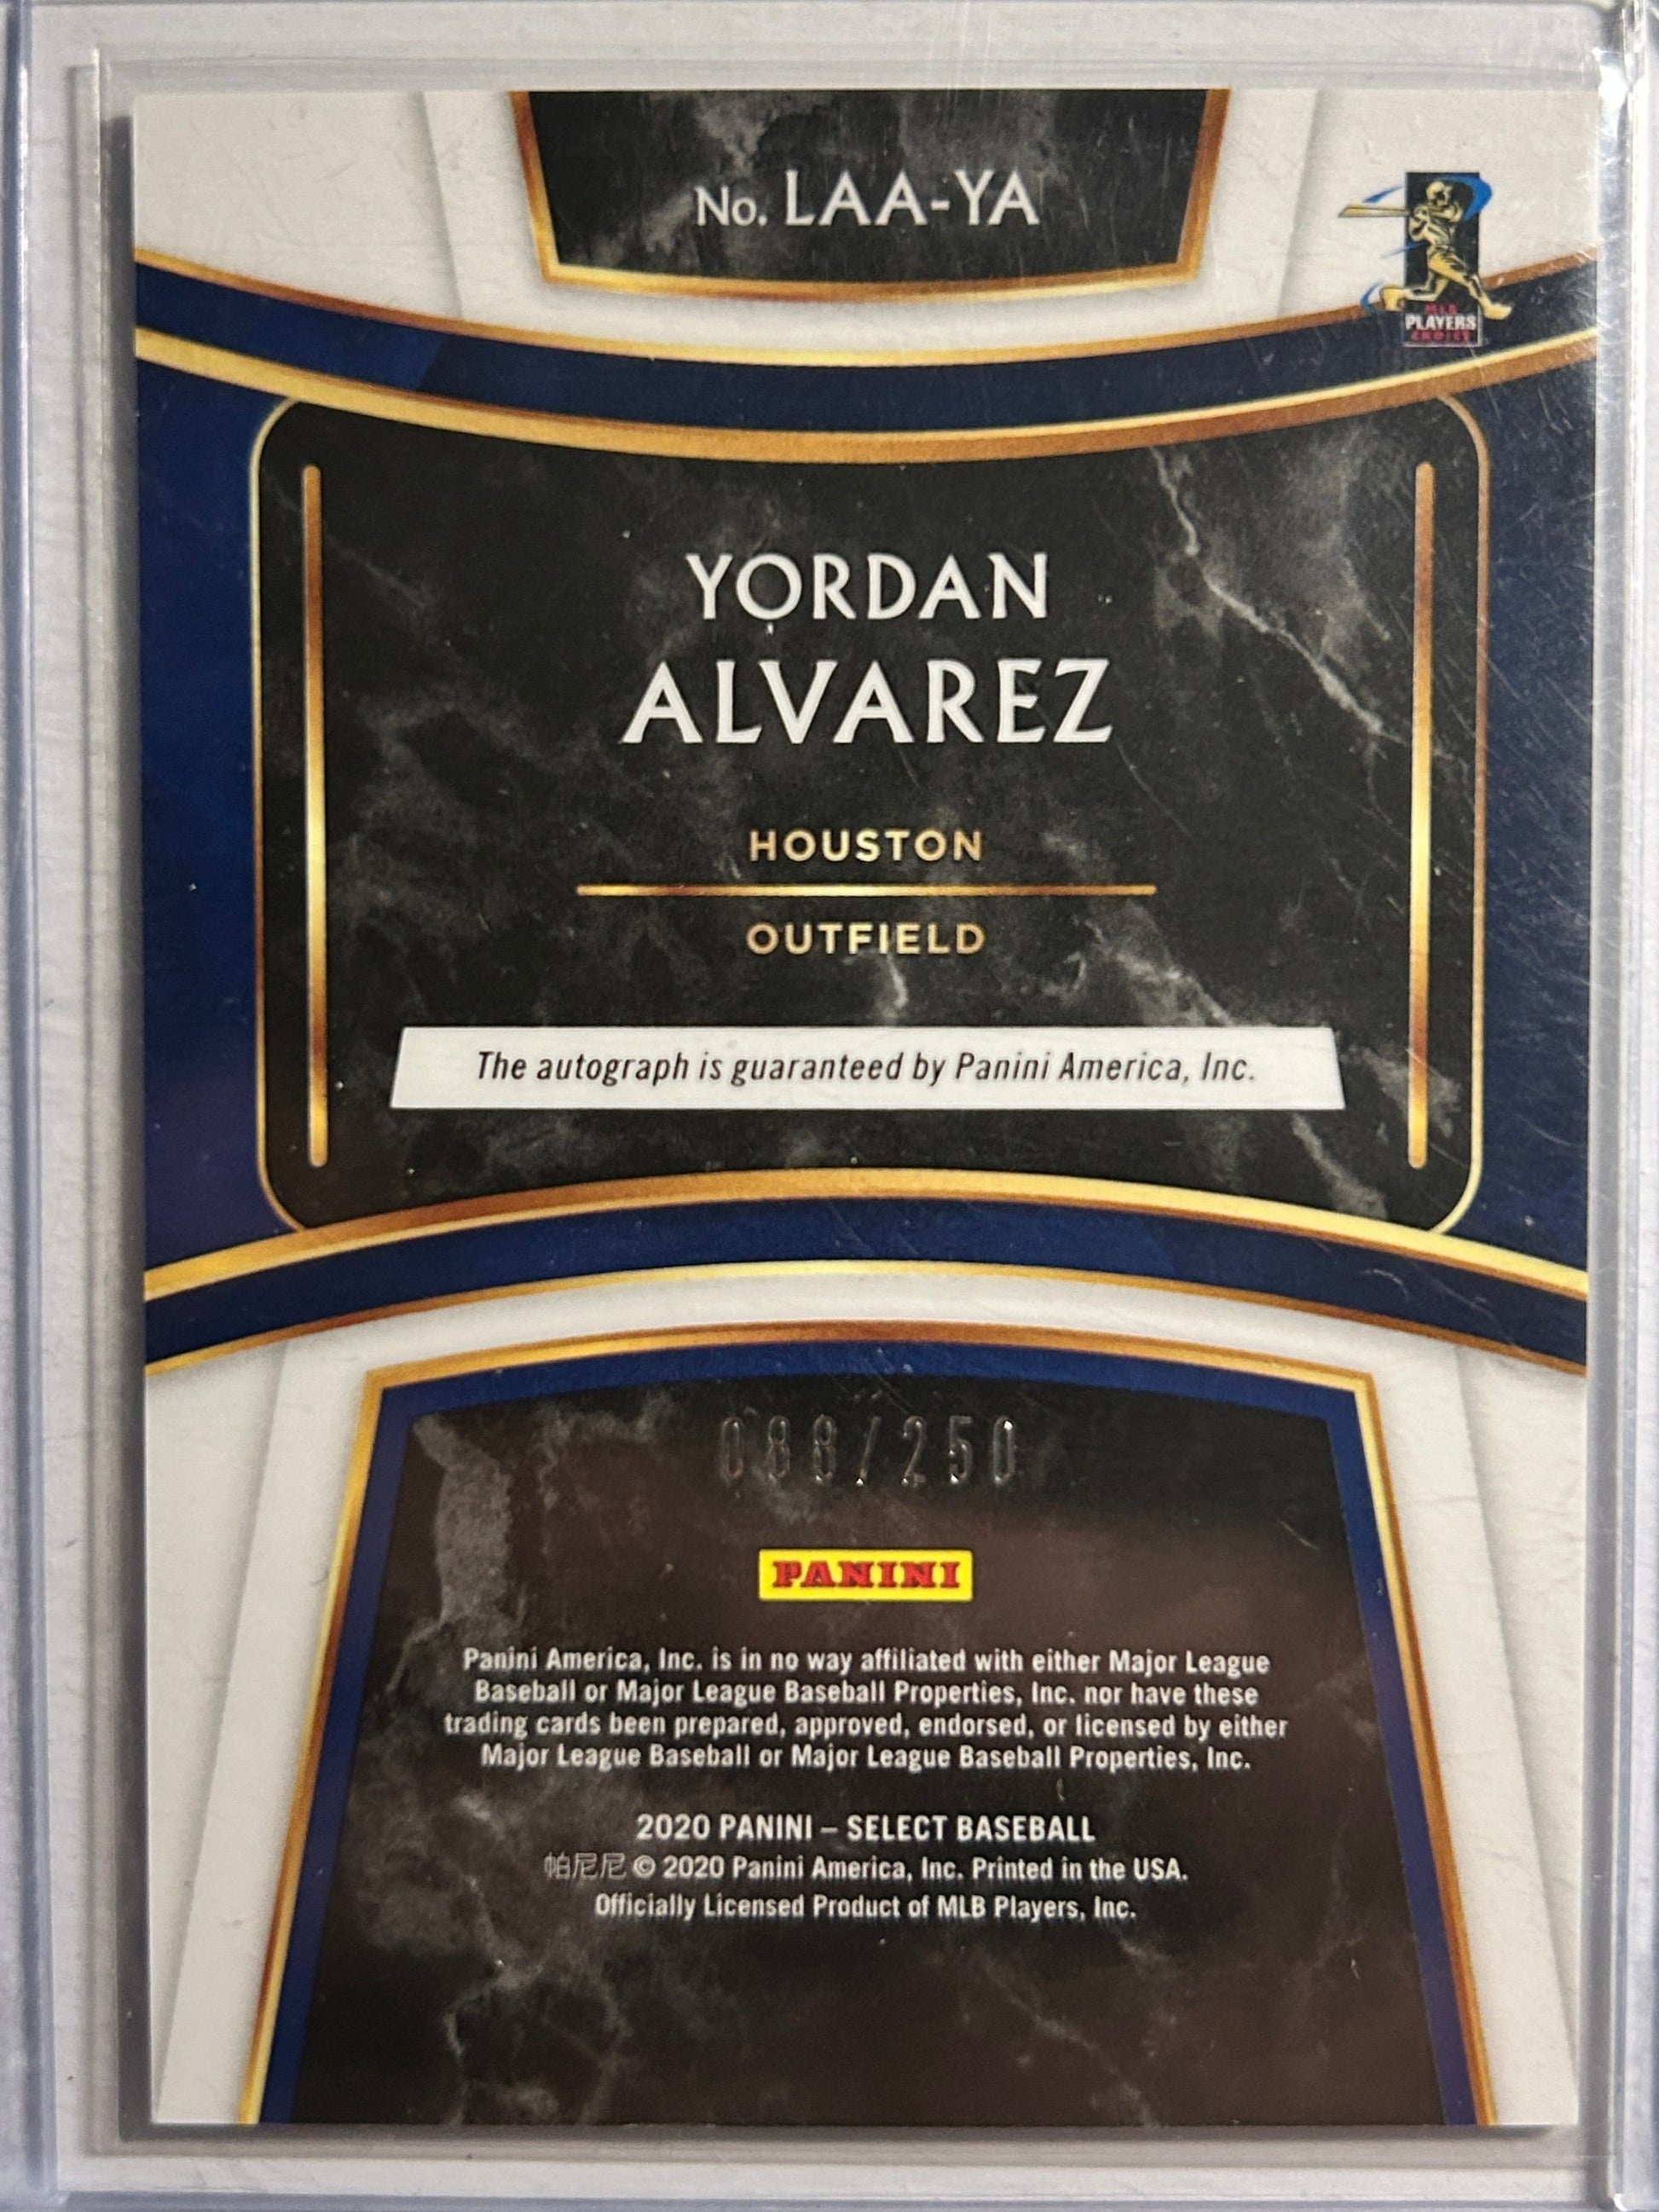 No. LAA-YA
MLB
PLAYERS
CHOICE
YORDAN
ALVAREZ
HOUSTON
OUTFIELD
The autograph is guaranteed by Panini America, Inc.
088/250
PANINI
Panini America, Inc. is in no way affiliated with either Major League
Baseball or Major League Baseball Properties, Inc. nor have these
trading cards been prepared, approved, endorsed, or licensed by either
Major League Baseball or Major League Baseball Properties, Inc.
2020 PANINI – SELECT BASEBALL
帕尼尼 © 2020 Panini America, Inc. Printed in the USA.
Officially Licensed Product of MLB Players, Inc.